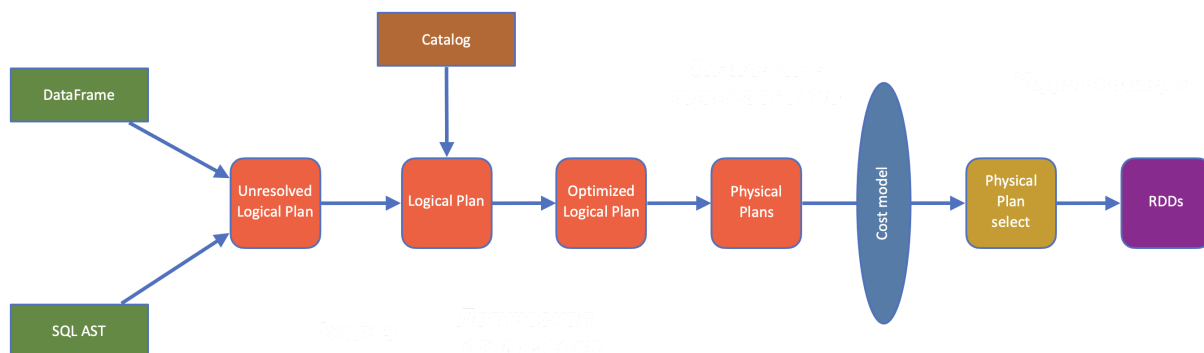 Catalog
DataFrame
Unresolved
Logical Plan
Logical Plan
Optimized
Logical Plan
Physical
Plans
Cost model
Physical
Plan
select
RDDs
SQL AST